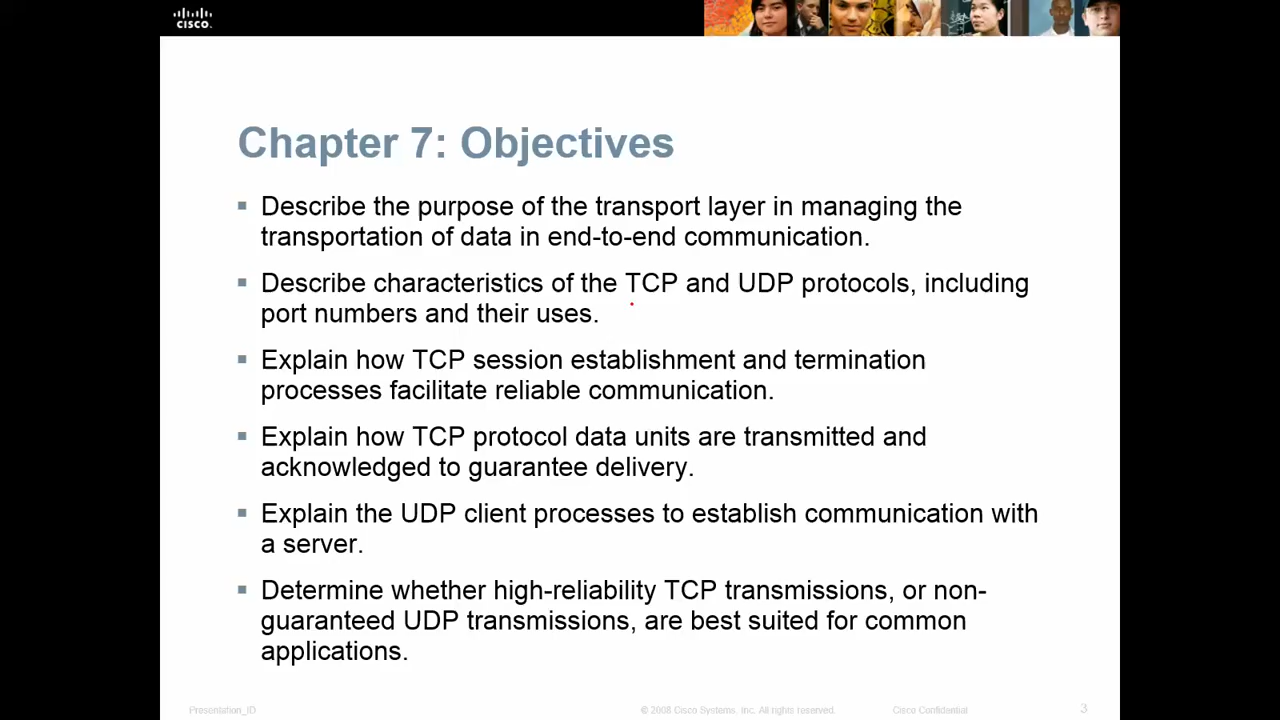 CISCO.
Chapter 7: Objectives
▪ Describe the purpose of the transport layer in managing the
transportation of data in end-to-end communication.
▪ Describe characteristics of the TCP and UDP protocols, including
port numbers and their uses.
▪ Explain how TCP session establishment and termination
processes facilitate reliable communication.
▪ Explain how TCP protocol data units are transmitted and
acknowledged to guarantee delivery.
▪ Explain the UDP client processes to establish communication with
a server.
▪ Determine whether high-reliability TCP transmissions, or non-
guaranteed UDP transmissions, are best suited for common
applications.
Presentation_ID © 2008 Cisco Systems, Inc. All rights reserved. Cisco Confidential 3